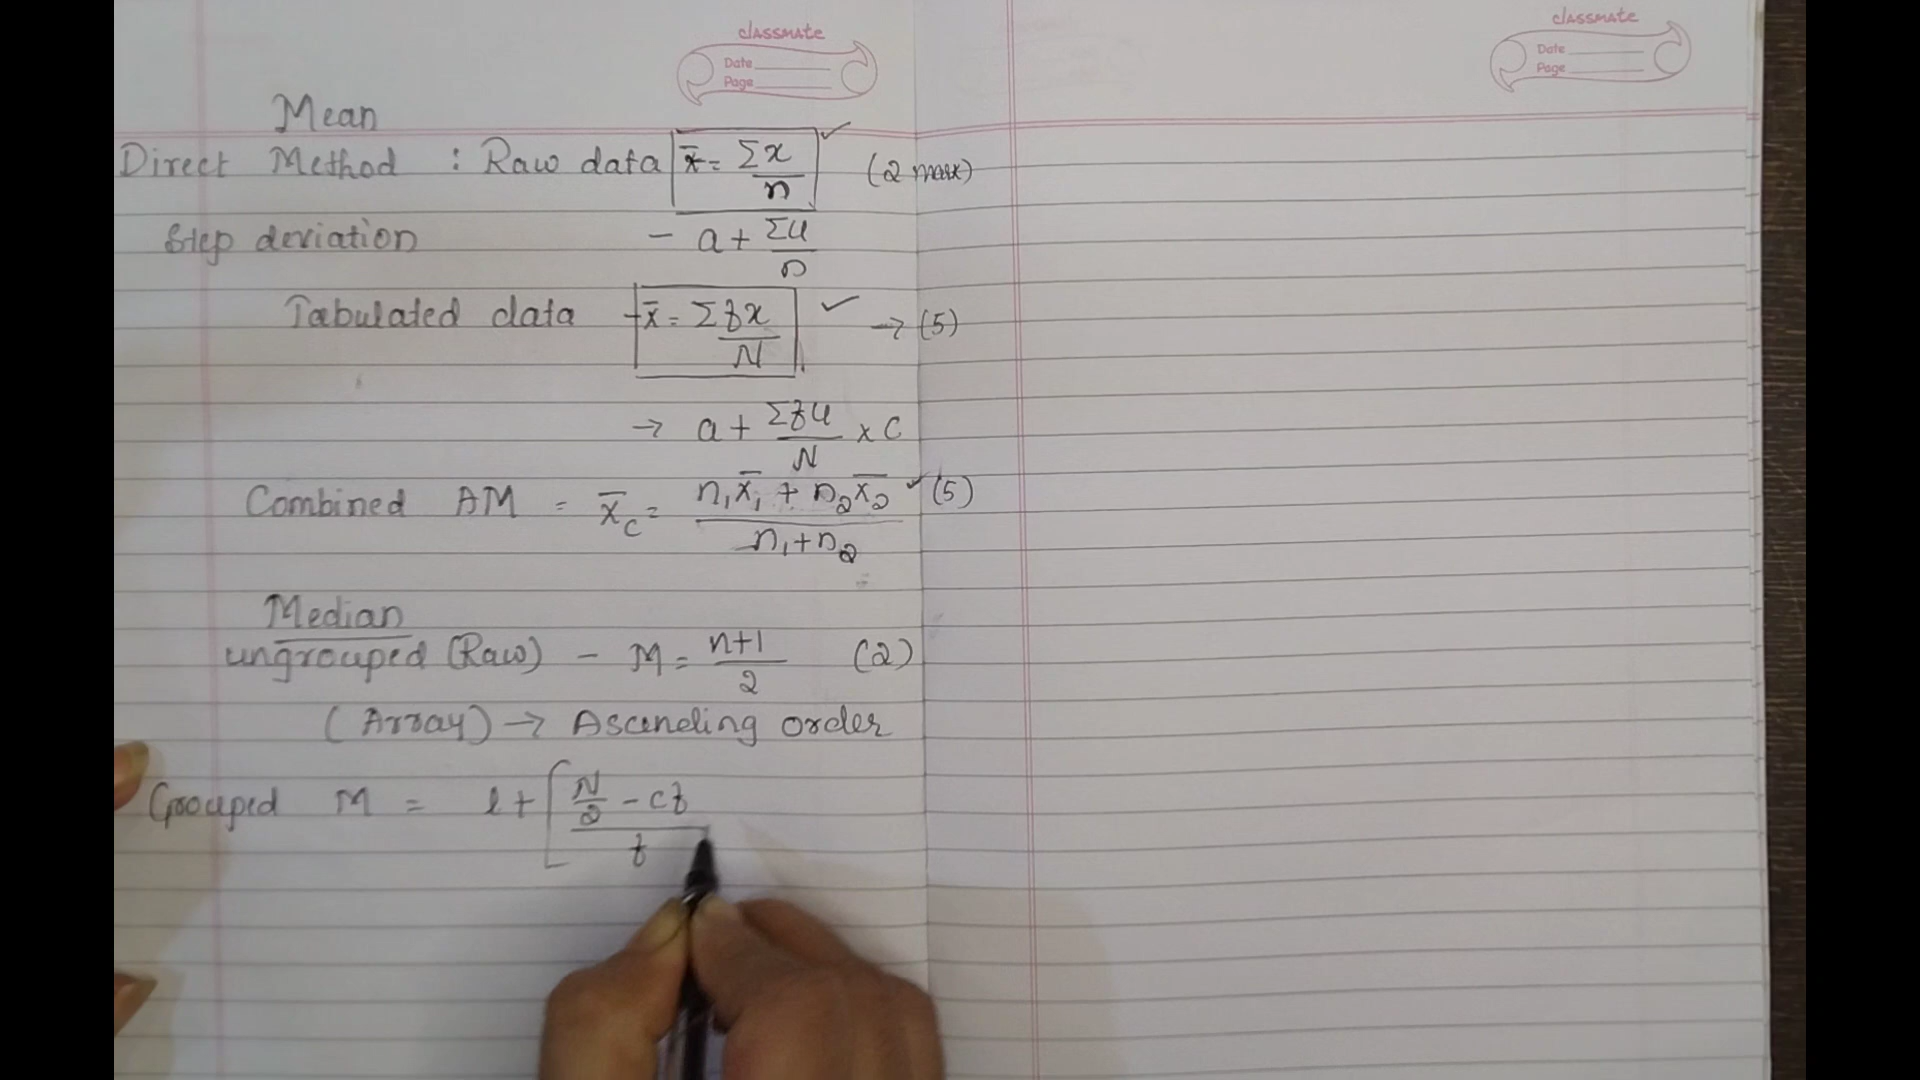 classmate
Date
Page
classmate
Date
Page
Mean
Direct Method : Raw data x̄ = Σx/n ✓ (2 marx)
Step deviation - a + Σu/n
Tabulated data x̄ = Σfx/N ✓ → (5)
→ a + Σfu/N × C
Combined AM = x̄c = n₁x̄₁ + n₂x̄₂ / n₁+n₂ ✓ (5)
Median
ungrouped (Raw) - M = n+1/2 (2)
(Array) → Ascending order
Grouped M = l + [N/2 - cf / f